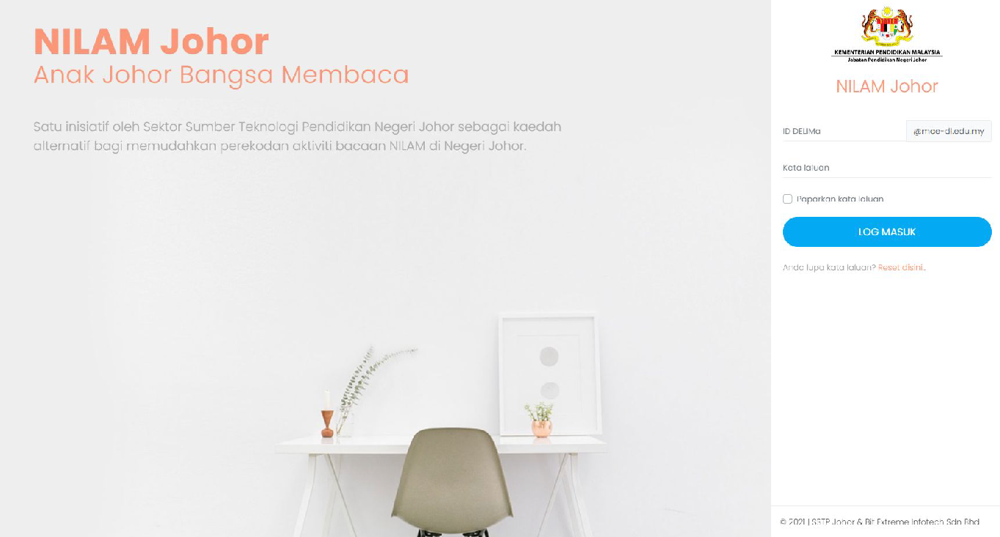 NILAM Johor
Anak Johor Bangsa Membaca
Satu inisiatif oleh Sektor Sumber Teknologi Pendidikan Negeri Johor sebagai kaedah
alternatif bagi memudahkan perekodan aktiviti bacaan NILAM di Negeri Johor.
KEMENTERIAN PENDIDIKAN MALAYSIA
Jabatan Pendidikan Negeri Johor
NILAM Johor
ID DELIMa @moe-dl.edu.my
Kata laluan
Paparkan kata laluan
LOG MASUK
Anda lupa kata laluan? Reset disini..
© 2021 | SSTP Johor & Bit Extreme Infotech Sdn Bhd